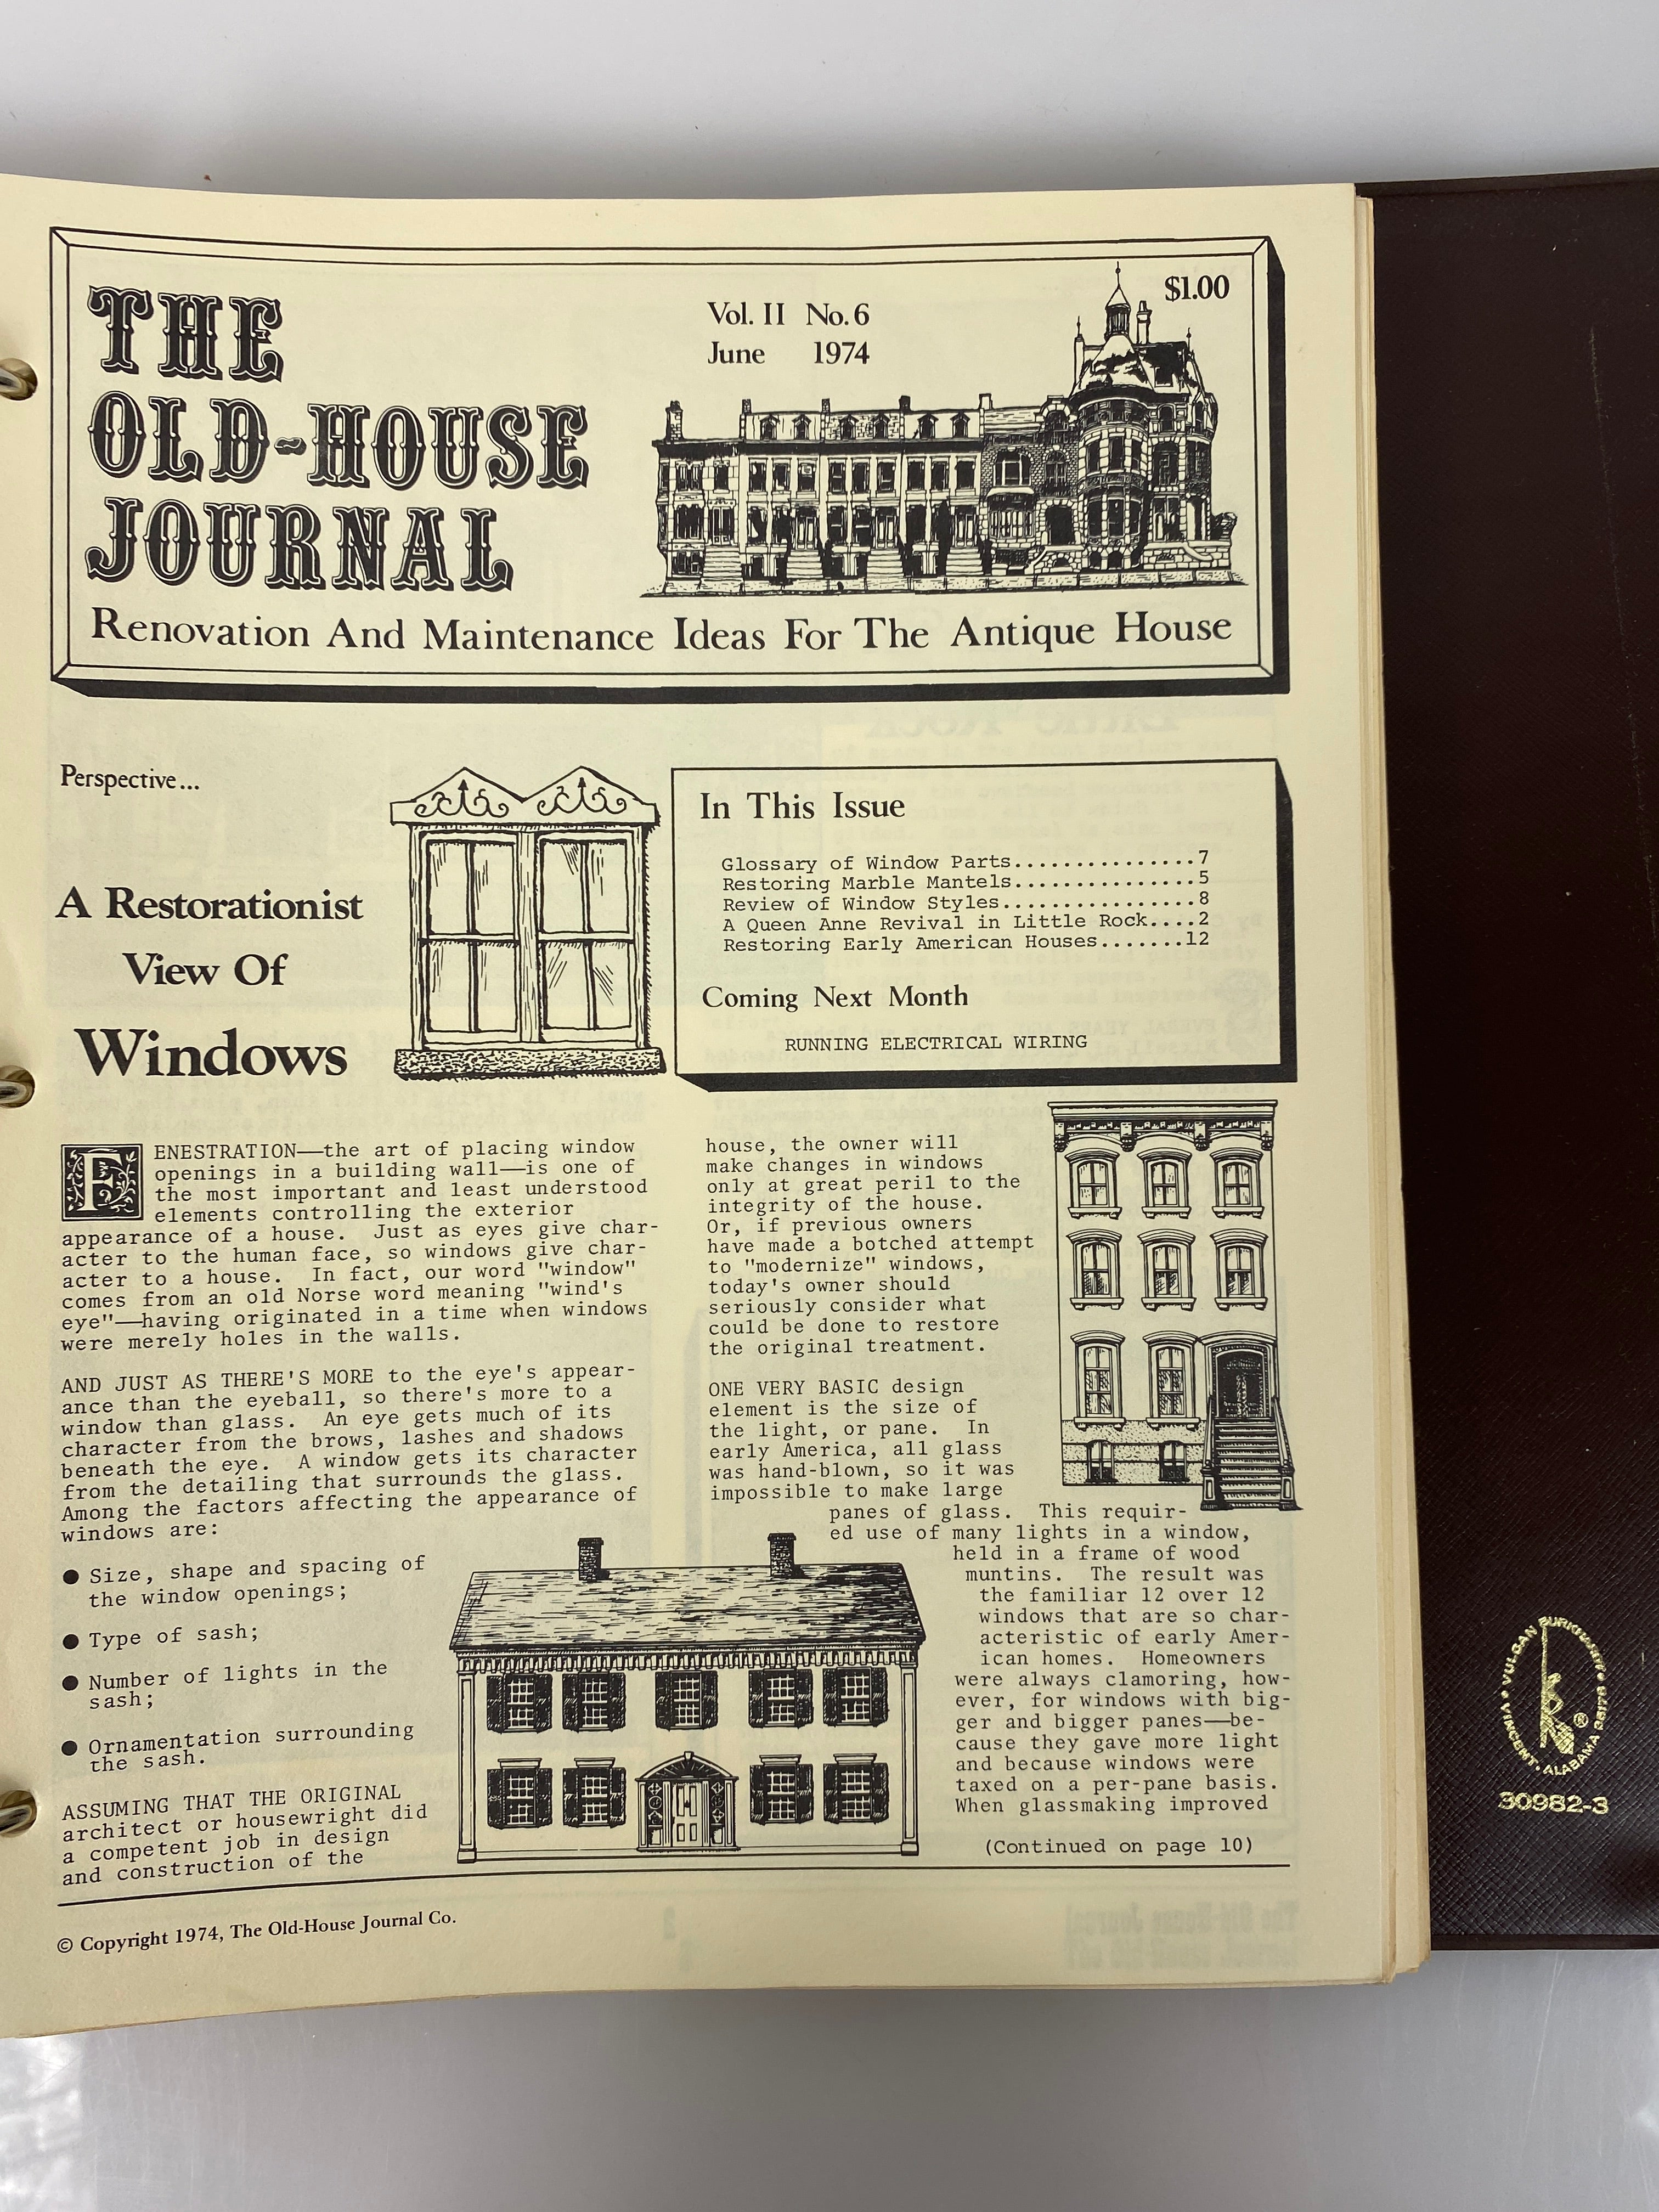 THE
OLD-HOUSE
JOURNAL
Vol. II No. 6
June 1974
$1.00
Renovation And Maintenance Ideas For The Antique House
Perspective...
A Restorationist
View Of
Windows
In This Issue
Glossary of Window Parts...............7
Restoring Marble Mantels...............5
Review of Window Styles................8
A Queen Anne Revival in Little Rock....2
Restoring Early American Houses.......12
Coming Next Month
RUNNING ELECTRICAL WIRING
FENESTRATION—the art of placing window
openings in a building wall—is one of
the most important and least understood
elements controlling the exterior
appearance of a house. Just as eyes give char-
acter to the human face, so windows give char-
acter to a house. In fact, our word "window"
comes from an old Norse word meaning "wind's
eye"—having originated in a time when windows
were merely holes in the walls.
AND JUST AS THERE'S MORE to the eye's appear-
ance than the eyeball, so there's more to a
window than glass. An eye gets much of its
character from the brows, lashes and shadows
beneath the eye. A window gets its character
from the detailing that surrounds the glass.
Among the factors affecting the appearance of
windows are:
● Size, shape and spacing of
the window openings;
● Type of sash;
● Number of lights in the
sash;
● Ornamentation surrounding
the sash.
ASSUMING THAT THE ORIGINAL
architect or housewright did
a competent job in design
and construction of the
house, the owner will
make changes in windows
only at great peril to the
integrity of the house.
Or, if previous owners
have made a botched attempt
to "modernize" windows,
today's owner should
seriously consider what
could be done to restore
the original treatment.
ONE VERY BASIC design
element is the size of
the light, or pane. In
early America, all glass
was hand-blown, so it was
impossible to make large
panes of glass. This requir-
ed use of many lights in a window,
held in a frame of wood
muntins. The result was
the familiar 12 over 12
windows that are so char-
acteristic of early Amer-
ican homes. Homeowners
were always clamoring, how-
ever, for windows with big-
ger and bigger panes—be-
cause they gave more light
and because windows were
taxed on a per-pane basis.
When glassmaking improved
(Continued on page 10)
© Copyright 1974, The Old-House Journal Co.
VULCAN
VINCENT, ALABAMA 35178
®
30982-3